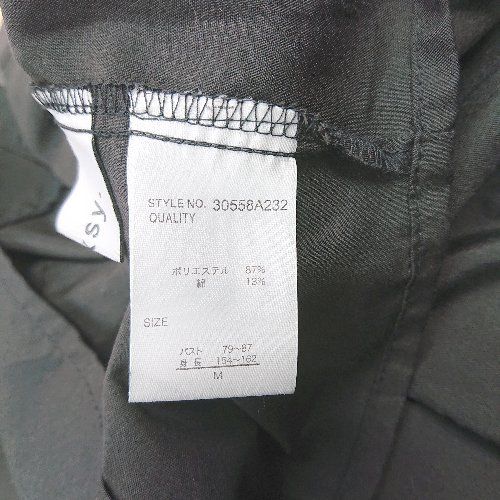 STYLE NO. 30558A232
QUALITY
ポリエステル 87%
綿 13%
SIZE
バスト 79~87
身長 154~162
M